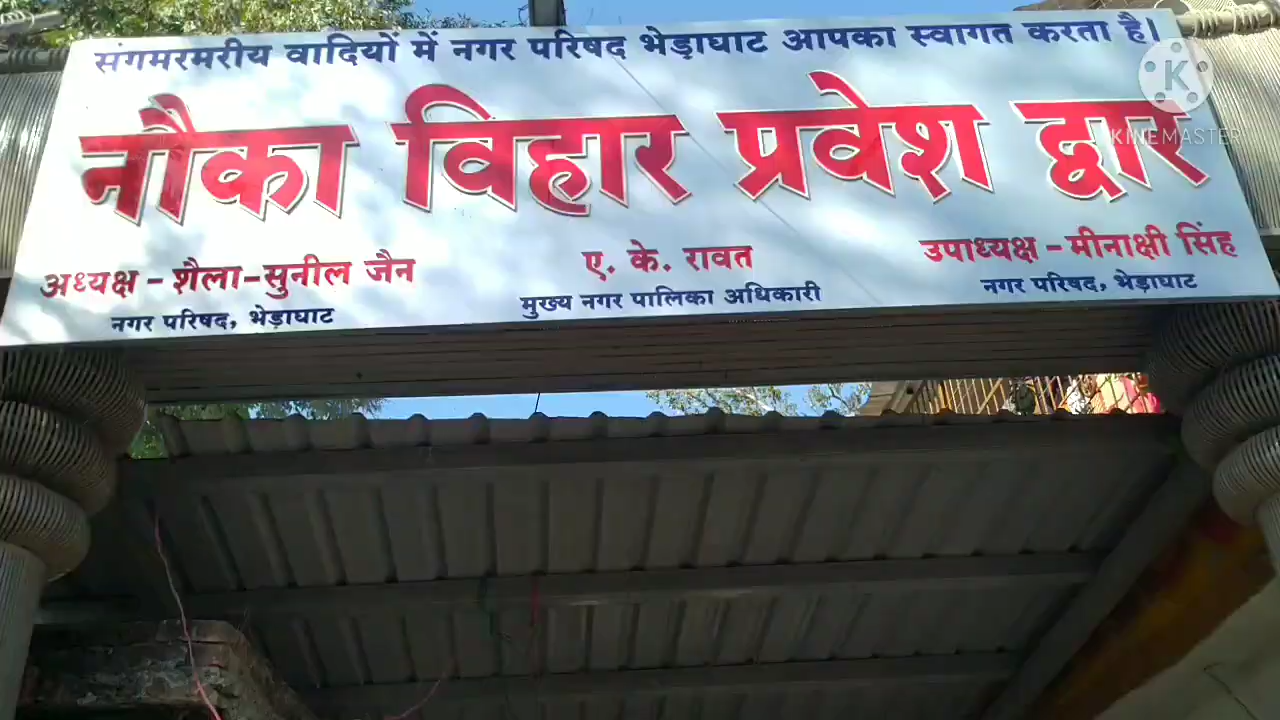 संगमरमरीय वादियों में नगर परिषद भेड़ाघाट आपका स्वागत करता है।
नौका विहार प्रवेश द्वार
अध्यक्ष - शैला-सुनील जैन
नगर परिषद, भेड़ाघाट
ए. के. रावत
मुख्य नगर पालिका अधिकारी
उपाध्यक्ष - मीनाक्षी सिंह
नगर परिषद, भेड़ाघाट
K
KINEMASTER